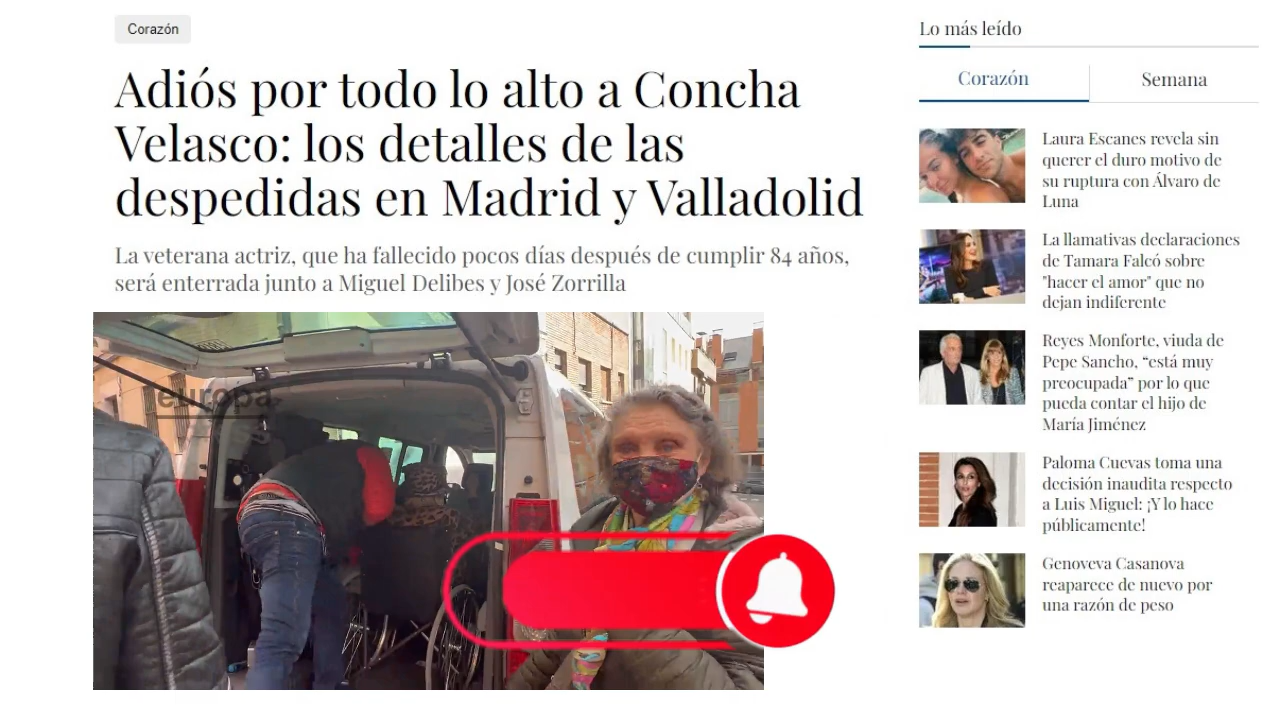 Corazón
Adiós por todo lo alto a Concha
Velasco: los detalles de las
despedidas en Madrid y Valladolid
La veterana actriz, que ha fallecido pocos días después de cumplir 84 años,
será enterrada junto a Miguel Delibes y José Zorrilla
europa
Lo más leído
Corazón
Semana
Laura Escanes revela sin
querer el duro motivo de
su ruptura con Álvaro de
Luna
La llamativas declaraciones
de Tamara Falcó sobre
"hacer el amor" que no
dejan indiferente
Reyes Monforte, viuda de
Pepe Sancho, “está muy
preocupada” por lo que
pueda contar el hijo de
María Jiménez
Paloma Cuevas toma una
decisión inaudita respecto
a Luis Miguel: ¡Y lo hace
públicamente!
Genoveva Casanova
reaparece de nuevo por
una razón de peso